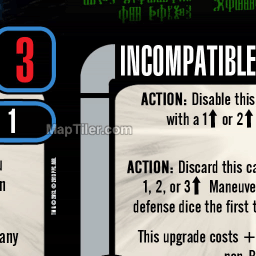 3
INCOMPATIBLE
1
ACTION: Disable this
with a 1⬆ or 2⬆
MapTiler.com
ACTION: Discard this ca
1, 2, or 3⬆ Maneuve
defense dice the first t
any
This upgrade costs +